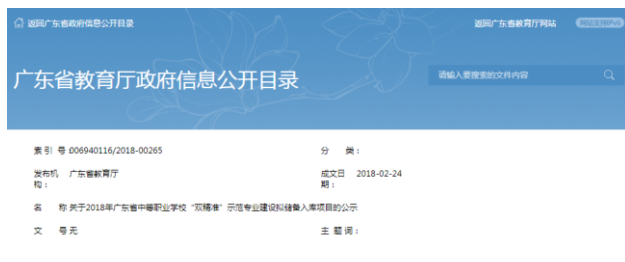 返回广东省政府信息公开目录 返回广东省教育厅网站 网站支持IPv6
广东省教育厅政府信息公开目录 请输入要搜索的文件内容
索引号:006940116/2018-00265 分类:
发布机构: 广东省教育厅 成文日期: 2018-02-24
名称 关于2018年广东省中等职业学校“双精准”示范专业建设拟储备入库项目的公示
文号 无 主题词: